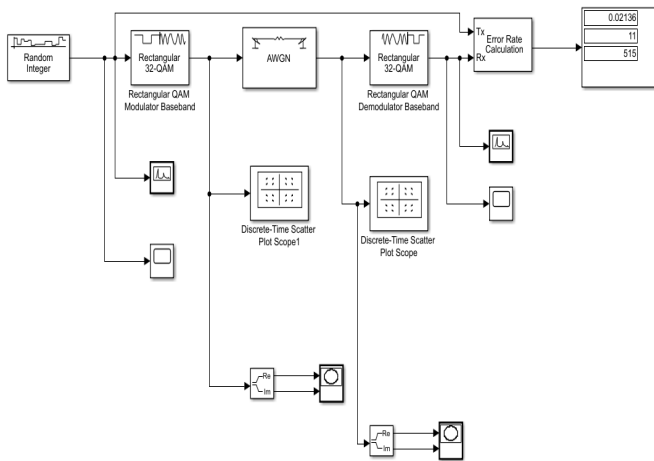 Random
Integer
Rectangular
32-QAM
Rectangular QAM
Modulator Baseband
AWGN
Rectangular
32-QAM
Rectangular QAM
Demodulator Baseband
Tx
Rx
Error Rate
Calculation
0.02136
11
515
Discrete-Time Scatter
Plot Scope1
Discrete-Time Scatter
Plot Scope
Re
Im
Re
Im